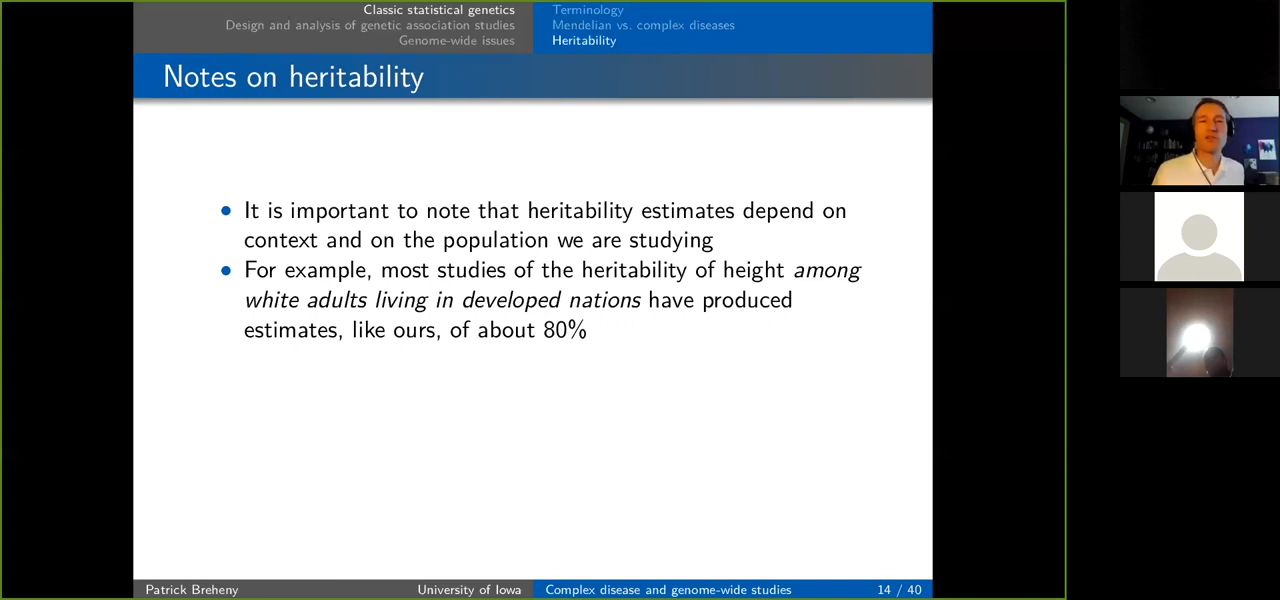 Classic statistical genetics
Design and analysis of genetic association studies
Genome-wide issues
Terminology
Mendelian vs. complex diseases
Heritability
Notes on heritability
• It is important to note that heritability estimates depend on
context and on the population we are studying
• For example, most studies of the heritability of height among
white adults living in developed nations have produced
estimates, like ours, of about 80%
Patrick Breheny
University of Iowa
Complex disease and genome-wide studies
14 / 40